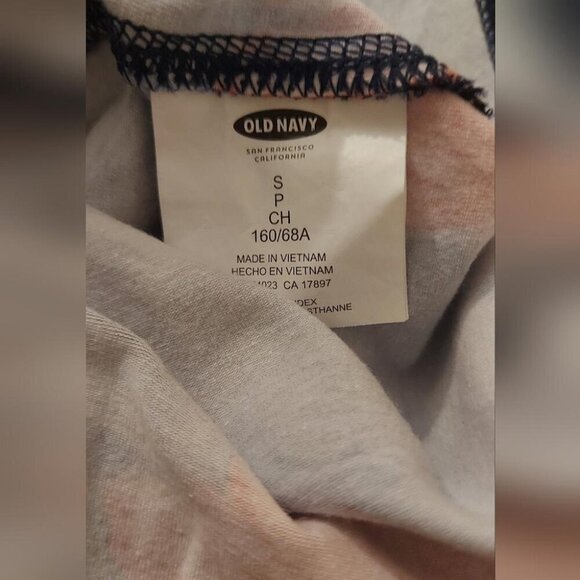 OLD NAVY
SAN FRANCISCO
CALIFORNIA
S
P
CH
160/68A
MADE IN VIETNAM
HECHO EN VIETNAM
CA 17897